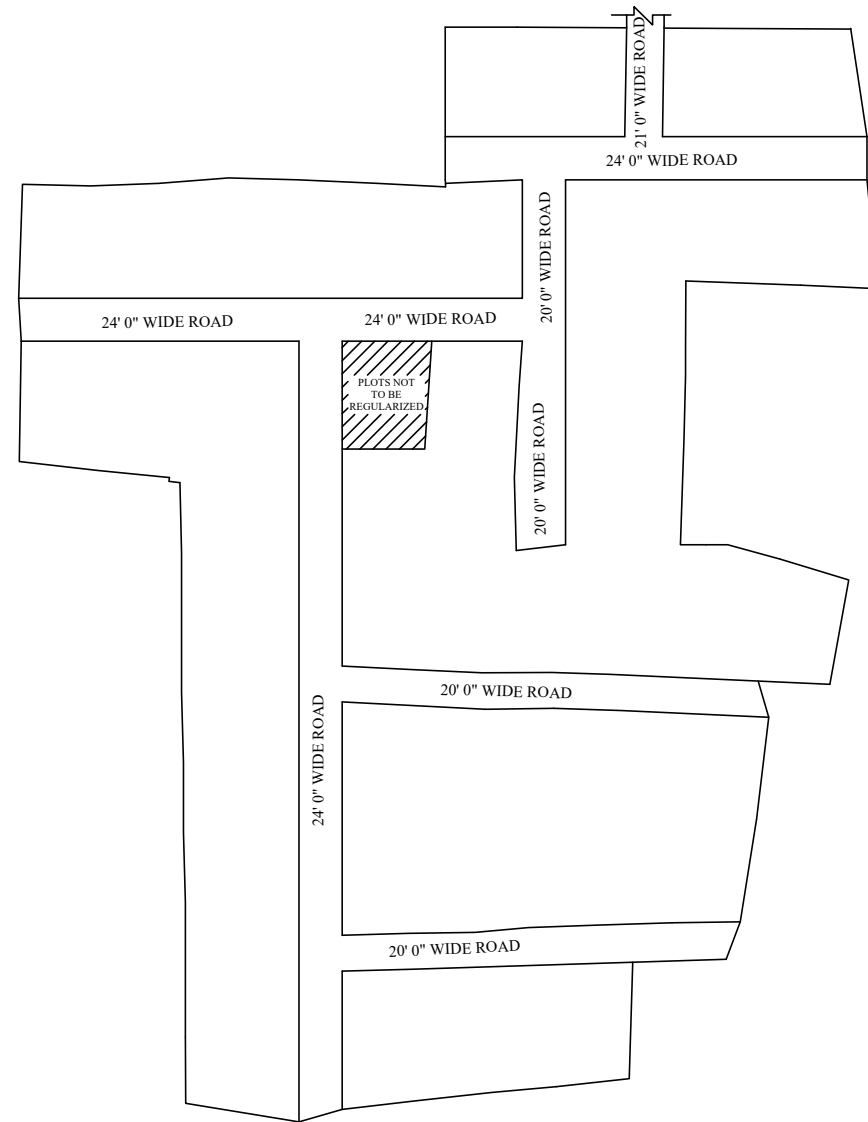 21' 0" WIDE ROAD
24' 0" WIDE ROAD
20' 0" WIDE ROAD
24' 0" WIDE ROAD
24' 0" WIDE ROAD
PLOTS NOT
TO BE
REGULARIZED
20' 0" WIDE ROAD
20' 0" WIDE ROAD
24' 0" WIDE ROAD
20' 0" WIDE ROAD